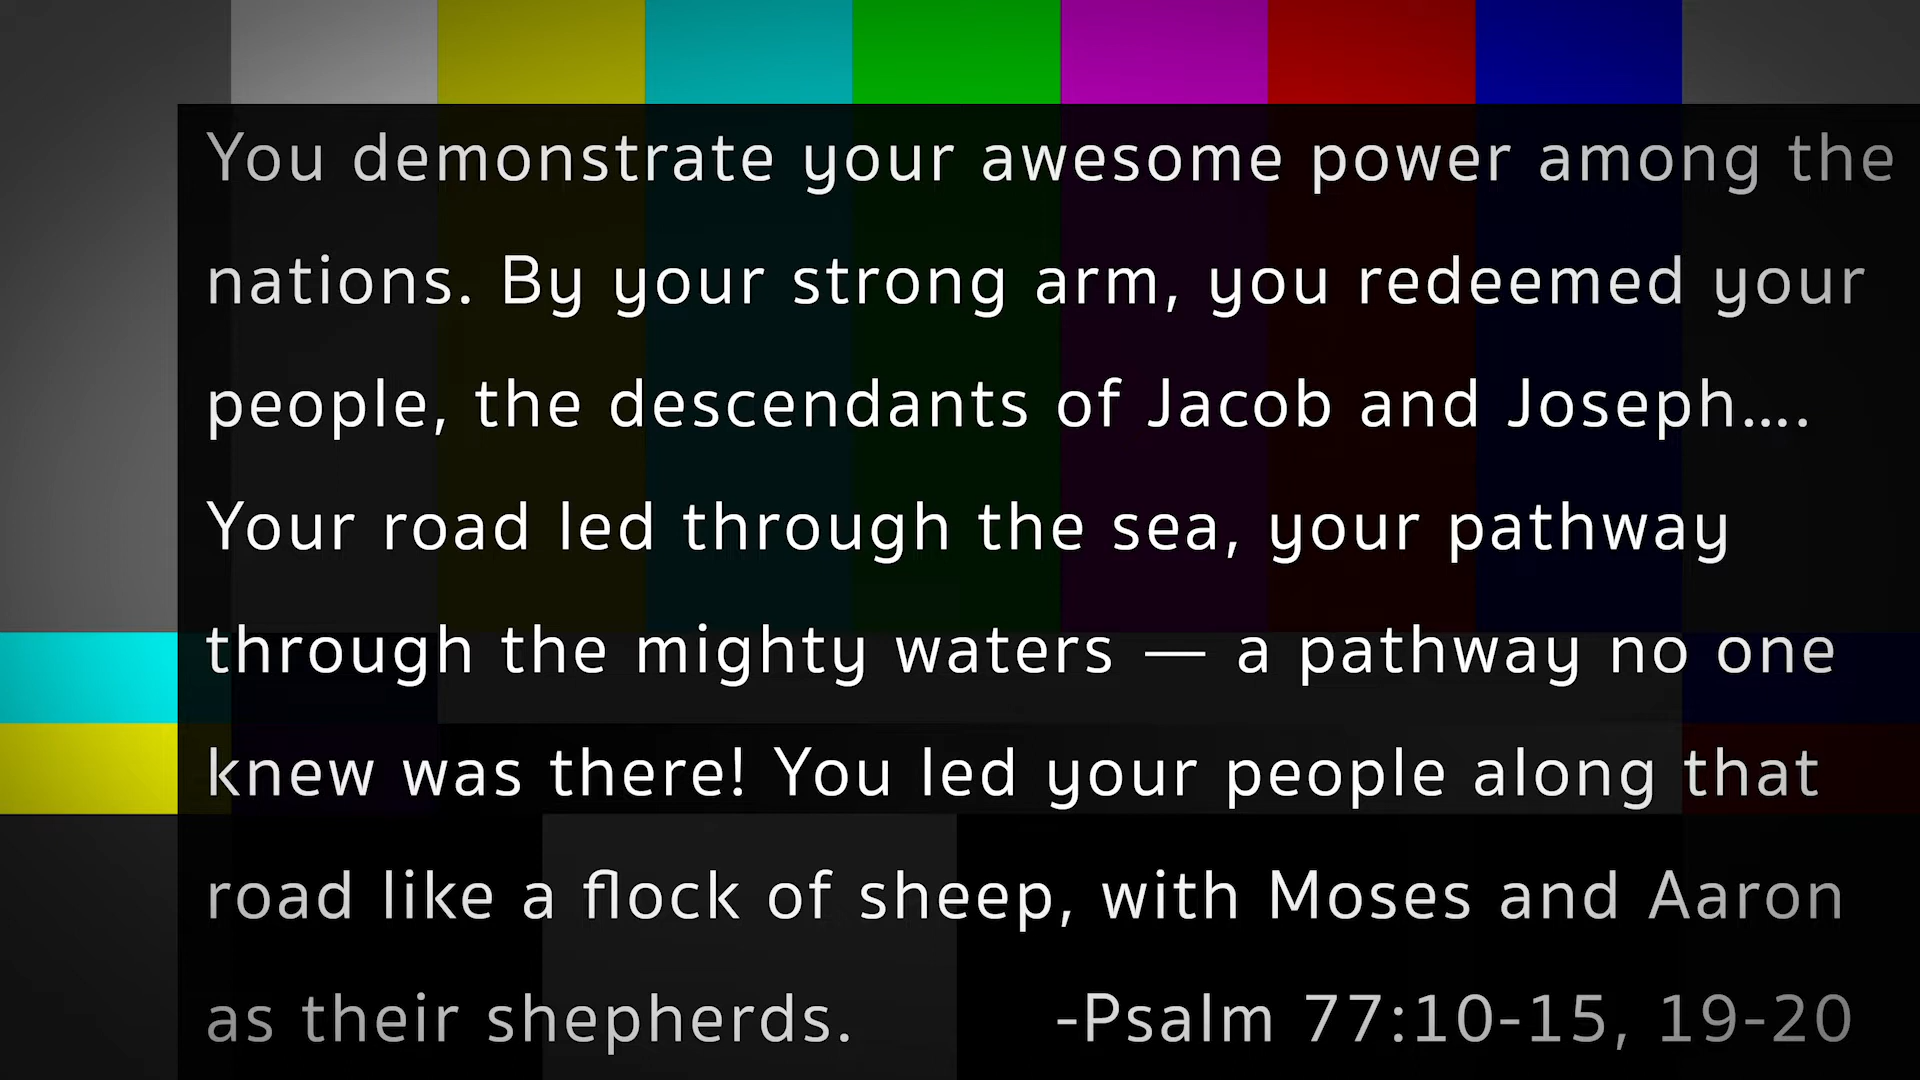 You demonstrate your awesome power among the
nations. By your strong arm, you redeemed your
people, the descendants of Jacob and Joseph….
Your road led through the sea, your pathway
through the mighty waters — a pathway no one
knew was there! You led your people along that
road like a flock of sheep, with Moses and Aaron
as their shepherds. -Psalm 77:10-15, 19-20